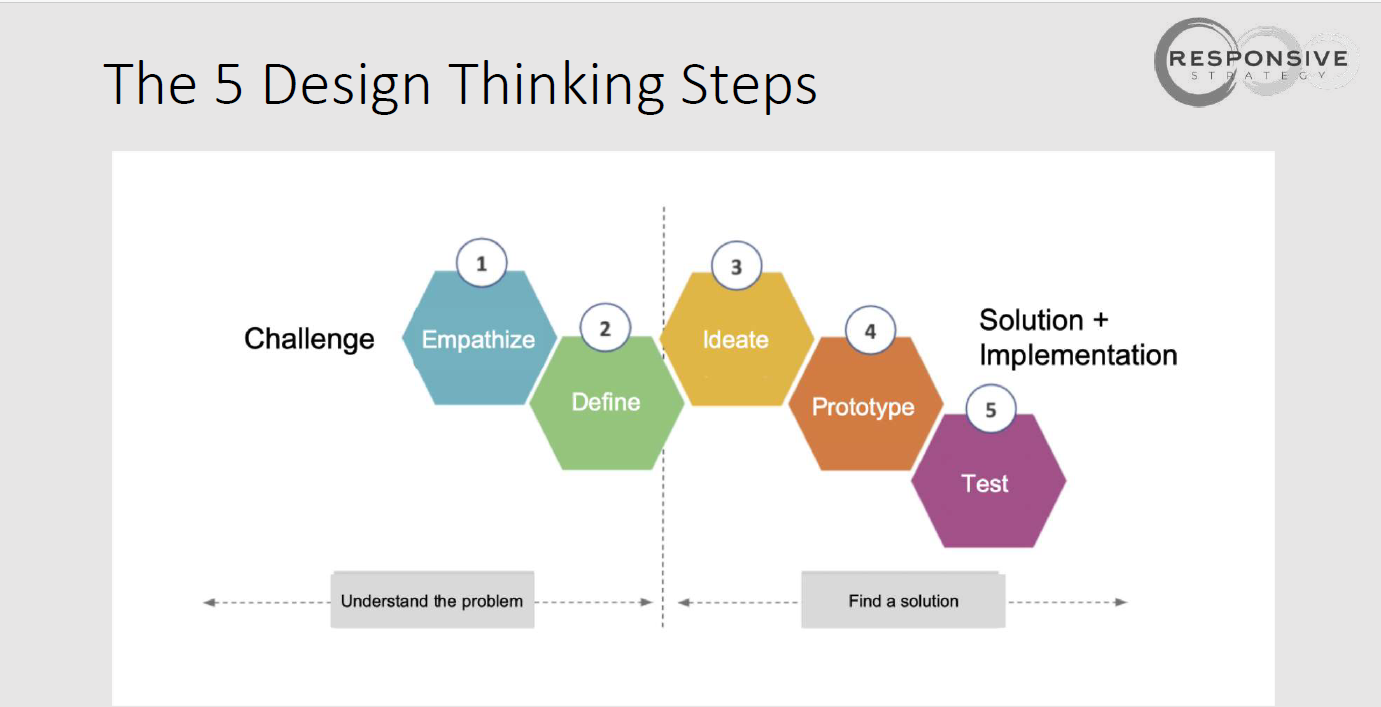 The 5 Design Thinking Steps
RESPONSIVE
STRATEGY
Challenge
1
Empathize
2
Define
3
Ideate
4
Prototype
Solution +
Implementation
5
Test
Understand the problem
Find a solution